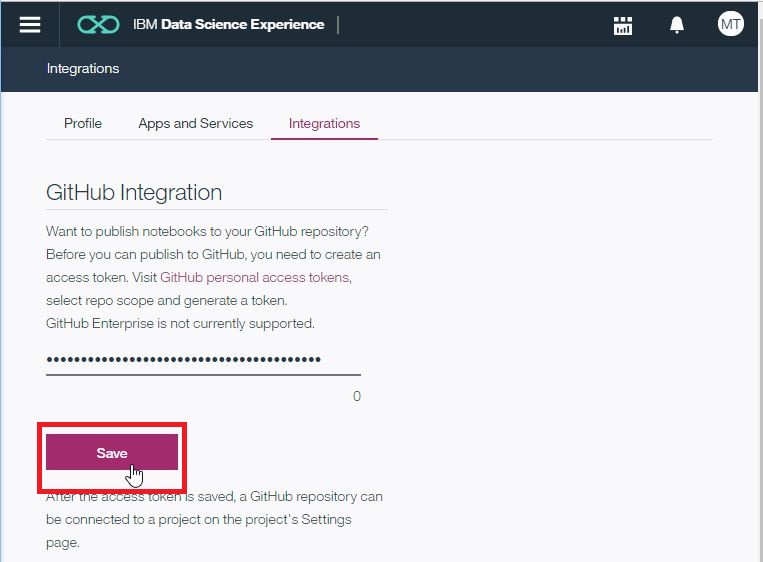 IBM Data Science Experience |
MT
Integrations
Profile Apps and Services Integrations
GitHub Integration
Want to publish notebooks to your GitHub repository?
Before you can publish to GitHub, you need to create an
access token. Visit GitHub personal access tokens,
select repo scope and generate a token.
GitHub Enterprise is not currently supported.
••••••••••••••••••••••••••••••••••••••••
0
Save
After the access token is saved, a GitHub repository can
be connected to a project on the project's Settings
page.